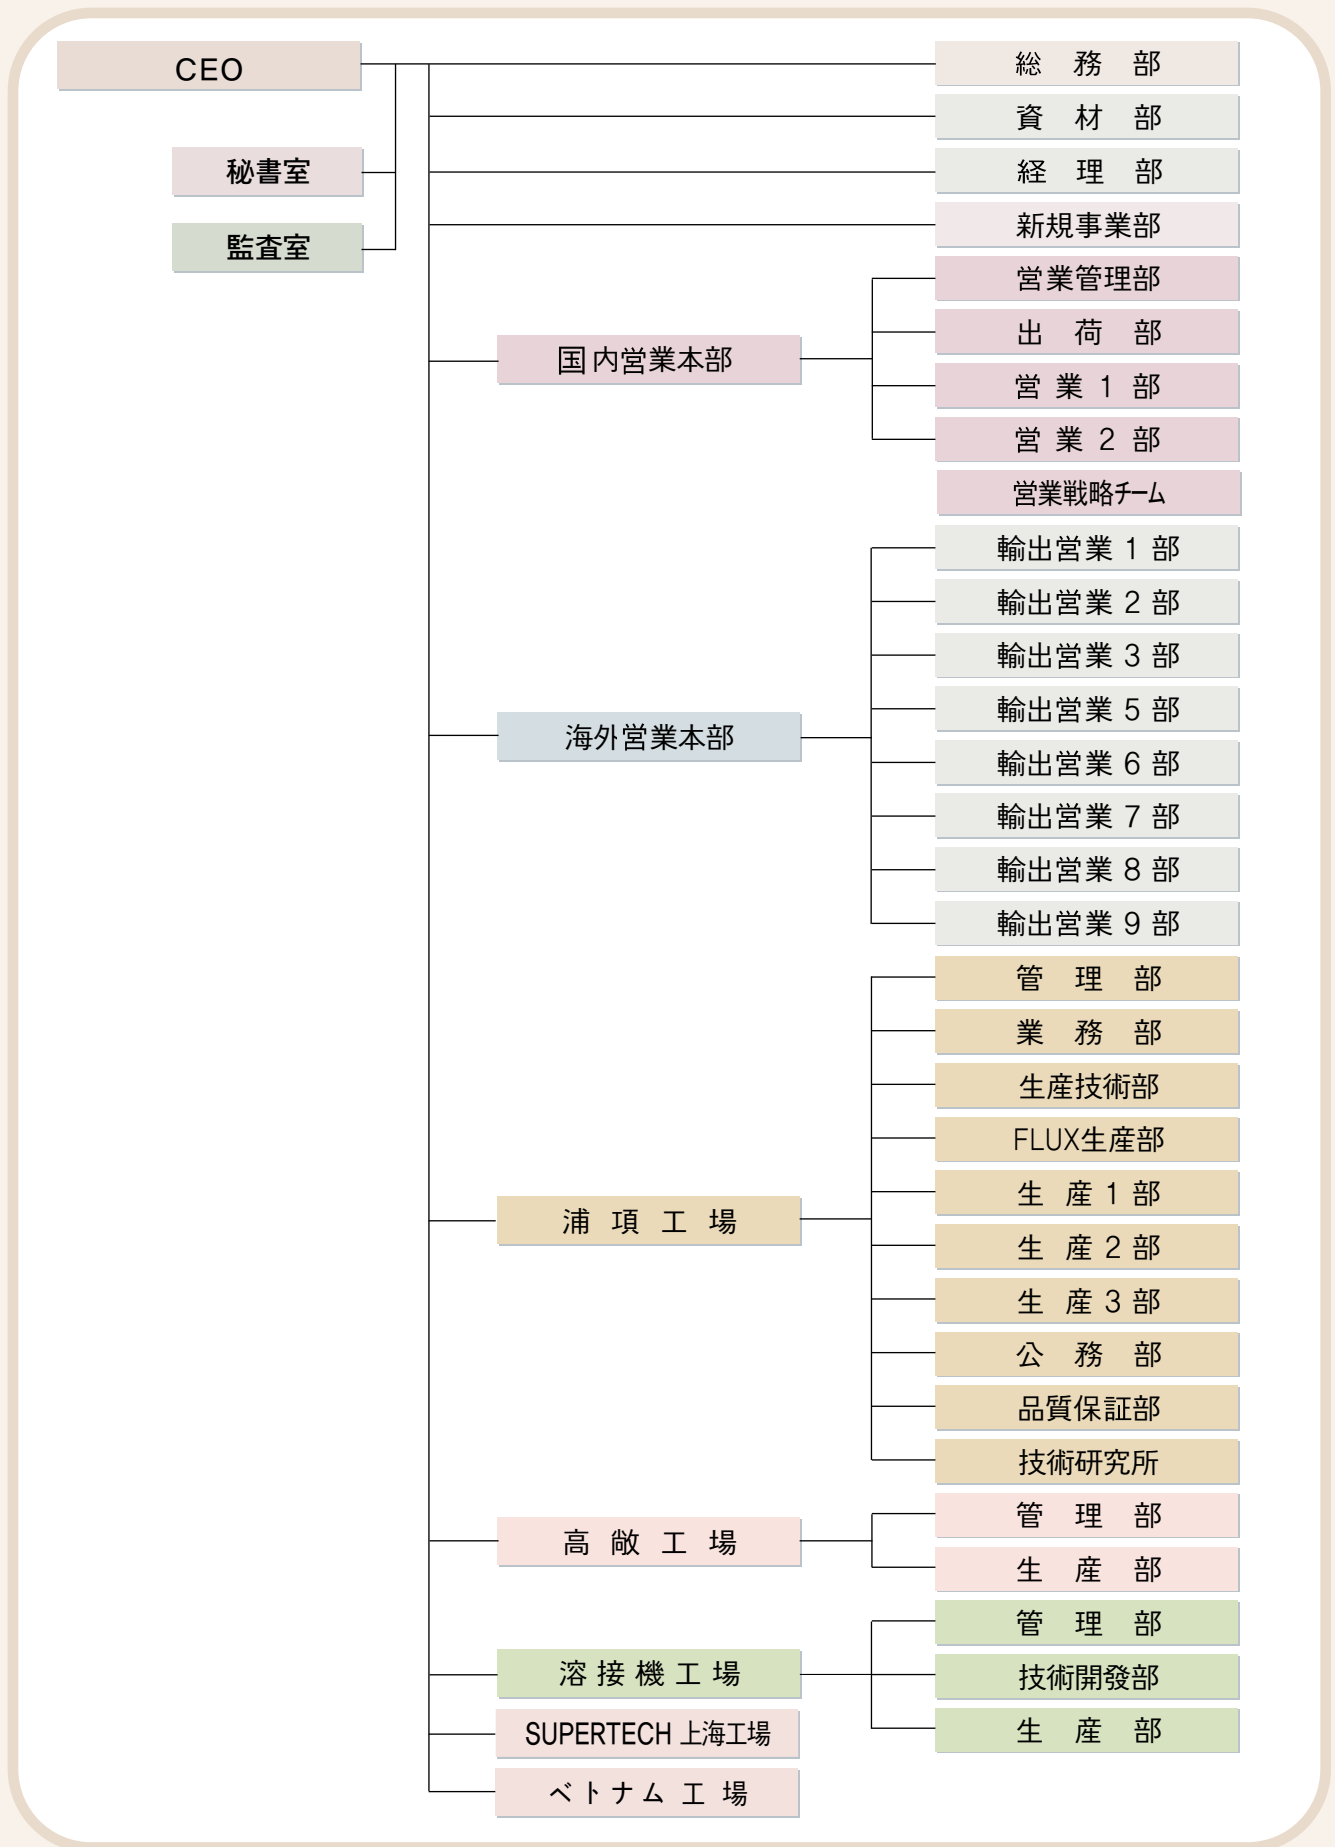 CEO
秘書室
監査室
総務部
資材部
経理部
新規事業部
国内営業本部
営業管理部
出荷部
営業1部
営業2部
営業戦略チーム
海外営業本部
輸出営業1部
輸出営業2部
輸出営業3部
輸出営業5部
輸出営業6部
輸出営業7部
輸出営業8部
輸出営業9部
浦項工場
管理部
業務部
生産技術部
FLUX生産部
生産1部
生産2部
生産3部
公務部
品質保証部
技術研究所
高敞工場
管理部
生産部
溶接機工場
管理部
技術開發部
生産部
SUPERTECH 上海工場
ベトナム工場